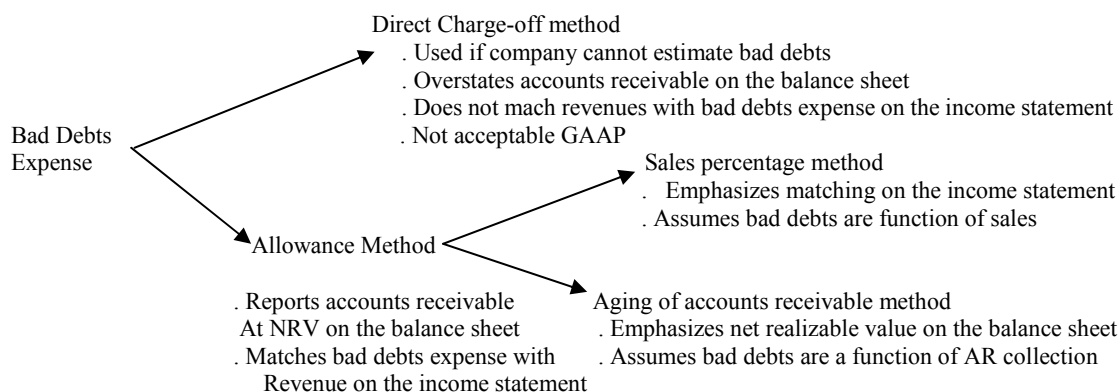 Direct Charge-off method
. Used if company cannot estimate bad debts
. Overstates accounts receivable on the balance sheet
. Does not mach revenues with bad debts expense on the income statement
. Not acceptable GAAP
Bad Debts
Expense
Sales percentage method
. Emphasizes matching on the income statement
. Assumes bad debts are function of sales
Allowance Method
. Reports accounts receivable
At NRV on the balance sheet
. Matches bad debts expense with
Revenue on the income statement
Aging of accounts receivable method
. Emphasizes net realizable value on the balance sheet
. Assumes bad debts are a function of AR collection